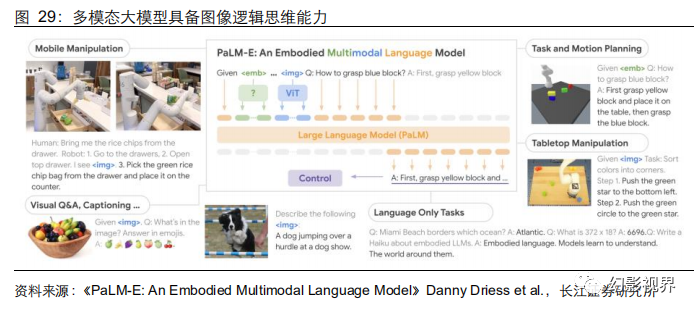 图 29：多模态大模型具备图像逻辑思维能力
Mobile Manipulation
Human: Bring me the rice chips from the
drawer. Robot: 1. Go to the drawers, 2. Open
top drawer. I see <img>. 3. Pick the green rice
chip bag from the drawer and place it on the
counter.
Visual Q&A, Captioning ...
Given <img>. Q: What's in the
image? Answer in emojis.
A: 🍏🍌🍇🍐🍑🍈🍒
PaLM-E: An Embodied Multimodal Language Model
Given <emb> ... <img> Q: How to grasp blue block? A: First, grasp yellow block
?
ViT
Large Language Model (PaLM)
Control
A: First, grasp yellow block and ...
Describe the following
<img>:
A dog jumping over a
hurdle at a dog show.
Language Only Tasks
Q: Miami Beach borders which ocean? A: Atlantic. Q: What is 372 x 18? A: 6696. Q: Write a
Haiku about embodied LLMs. A: Embodied language. Models learn to understand.
The world around them.
Task and Motion Planning
Given <emb> Q: How
to grasp blue block?
A: First grasp yellow
block and place it on
the table, then grasp
the blue block.
Tabletop Manipulation
Given <img> Task: Sort
colors into corners.
Step 1. Push the green
star to the bottom left.
Step 2. Push the green
circle to the green star.
资料来源：《PaLM-E: An Embodied Multimodal Language Model》Danny Driess et al.，长江证券研究所
幻影视界